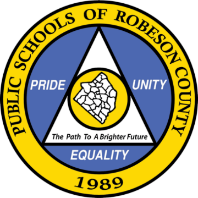 PUBLIC SCHOOLS OF ROBESON COUNTY
PRIDE
UNITY
The Path To A Brighter Future
EQUALITY
1989